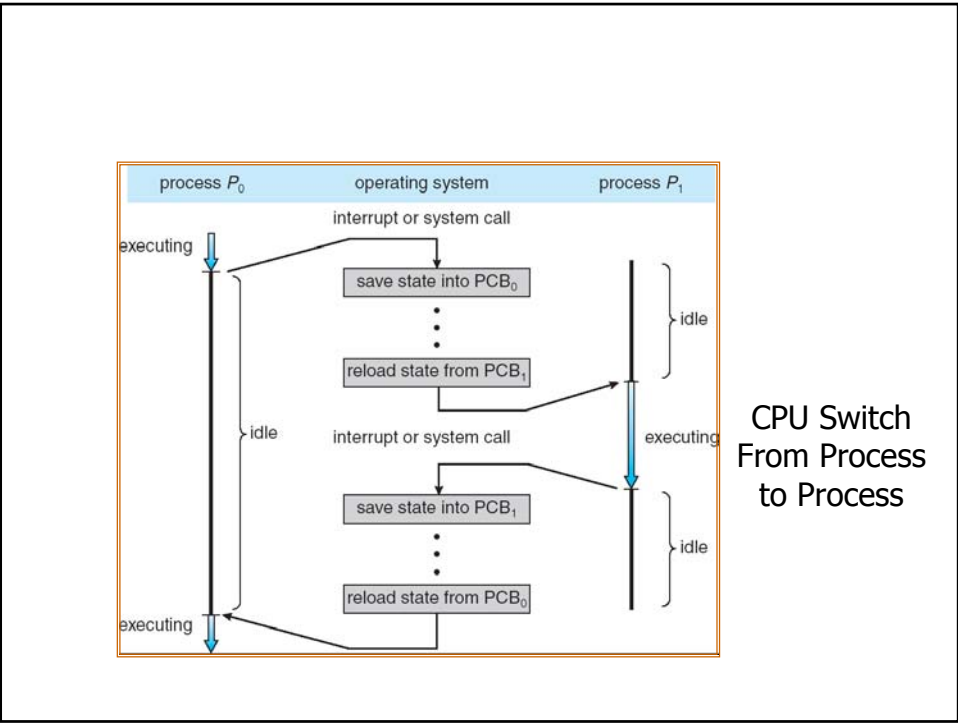 process P0 operating system process P1
interrupt or system call
executing
save state into PCB0
idle
reload state from PCB1
idle
interrupt or system call
executing
save state into PCB1
idle
reload state from PCB0
executing
CPU Switch
From Process
to Process